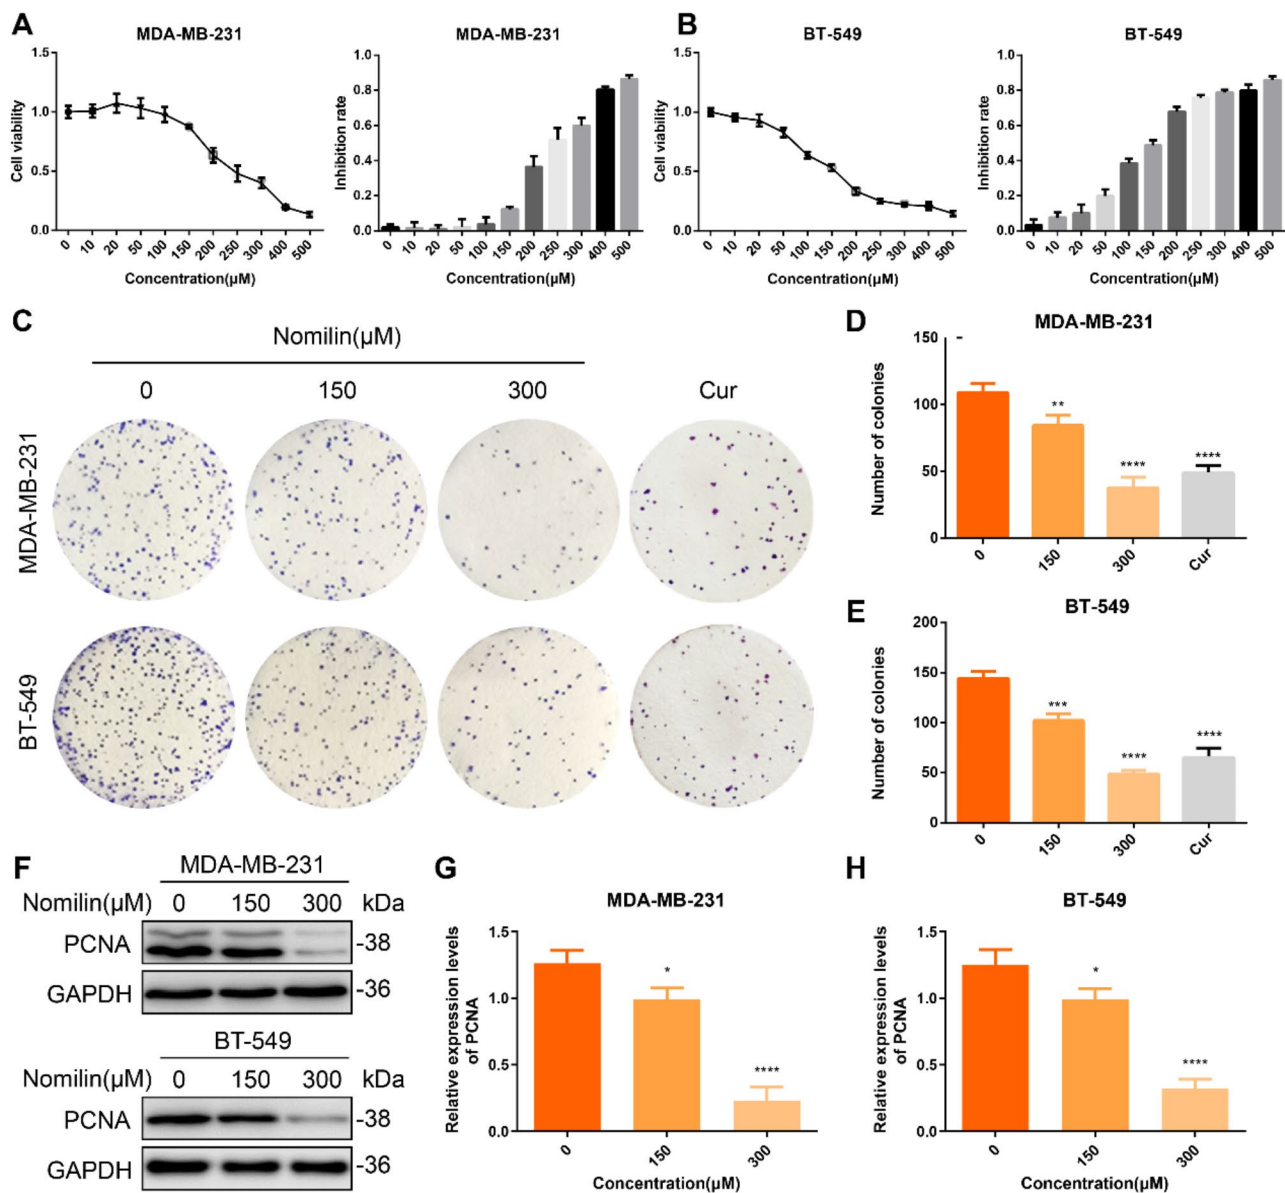 A
MDA-MB-231
Cell viability
1.5
1.0
0.5
0.0
0 10 20 50 100 150 200 250 300 400 500
Concentration(µM)
MDA-MB-231
Inhibition rate
1.0
0.8
0.6
0.4
0.2
0.0
0 10 20 50 100 150 200 250 300 400 500
Concentration(µM)
B
BT-549
Cell viability
1.5
1.0
0.5
0.0
0 10 20 50 100 150 200 250 300 400 500
Concentration(µM)
BT-549
Inhibition rate
1.0
0.8
0.6
0.4
0.2
0.0
0 10 20 50 100 150 200 250 300 400 500
Concentration(µM)
C
Nomilin(µM)
0 150 300 Cur
MDA-MB-231
BT-549
D
MDA-MB-231
Number of colonies
150
100
50
0
** **** ****
0 150 300 Cur
E
BT-549
Number of colonies
200
150
100
50
0
*** **** ****
0 150 300 Cur
F
MDA-MB-231
Nomilin(µM) 0 150 300 kDa
PCNA -38
GAPDH -36
BT-549
Nomilin(µM) 0 150 300 kDa
PCNA -38
GAPDH -36
G
MDA-MB-231
Relative expression levels
of PCNA
1.5
1.0
0.5
0.0
* ****
0 150 300
Concentration(µM)
H
BT-549
Relative expression levels
of PCNA
1.5
1.0
0.5
0.0
* ****
0 150 300
Concentration(µM)